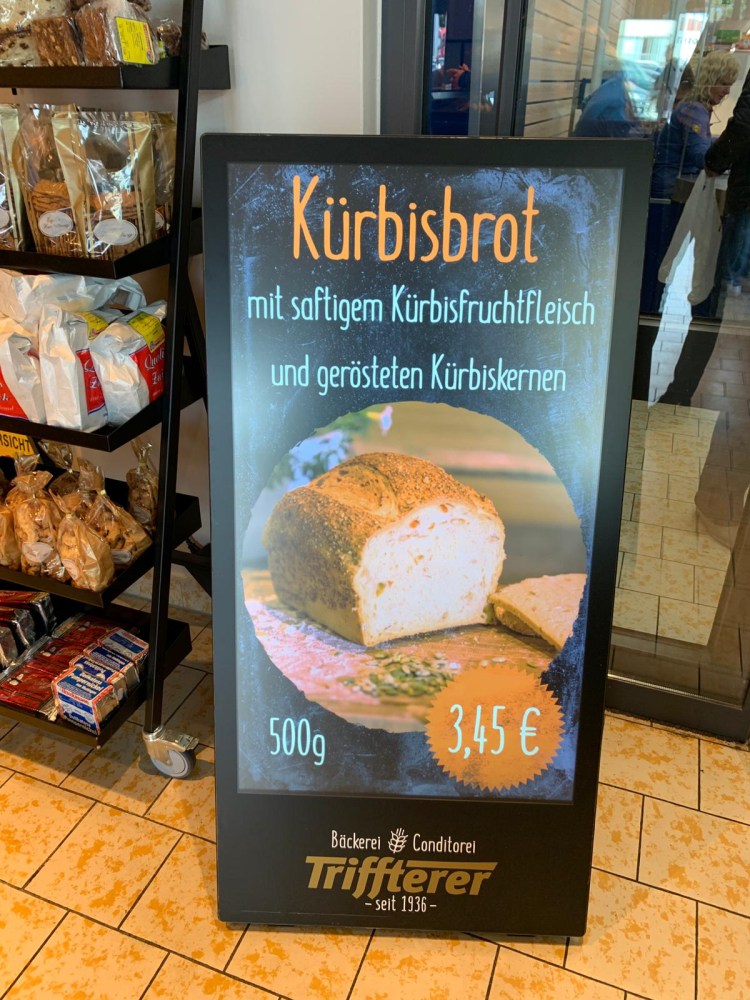 Kürbisbrot
mit saftigem Kürbisfruchtfleisch
und gerösteten Kürbiskernen
500g
3,45 €
Bäckerei Conditorei
Triffterer
- seit 1936 -